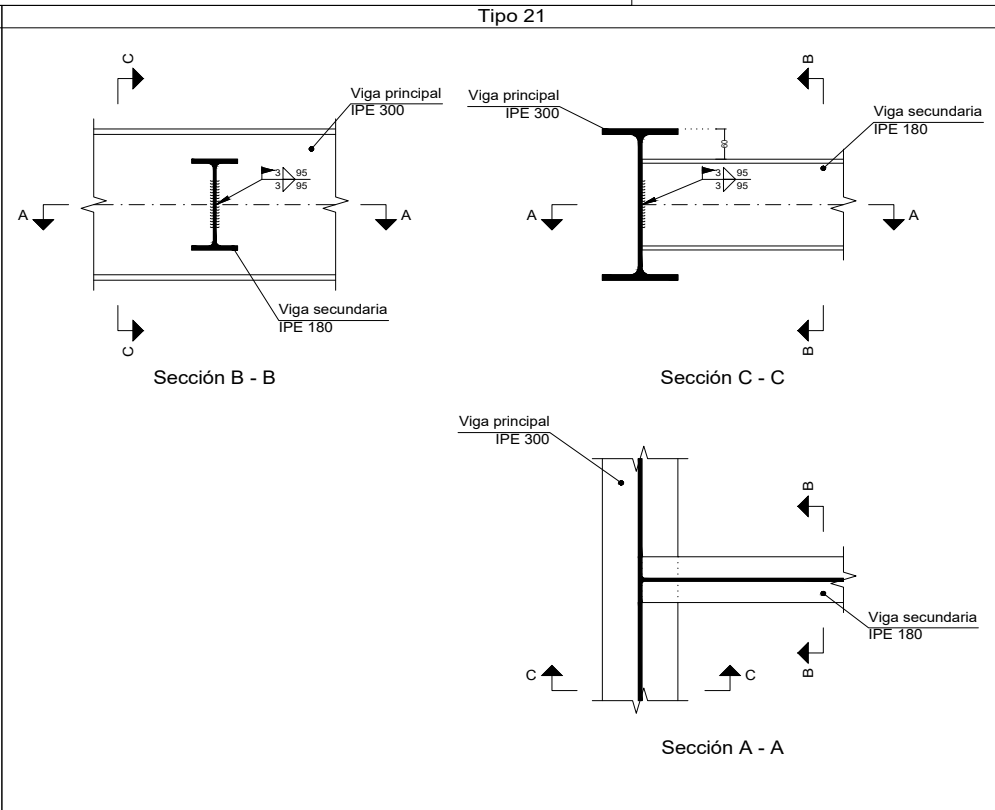 Tipo 21
C
B
Viga principal
IPE 300
Viga principal
IPE 300
Viga secundaria
IPE 180
60
3 95
3 95
3 95
3 95
A
A
A
A
Viga secundaria
IPE 180
C
B
Sección B - B
Sección C - C
Viga principal
IPE 300
B
Viga secundaria
IPE 180
C
C
B
Sección A - A